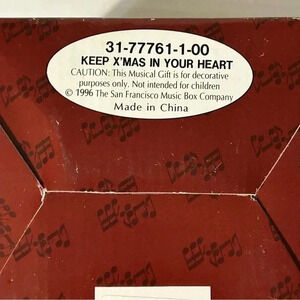 31-77761-1-00
KEEP X'MAS IN YOUR HEART
CAUTION: This Musical Gift is for decorative
purposes only. Not intended for children
© 1996 The San Francisco Music Box Company
Made in China